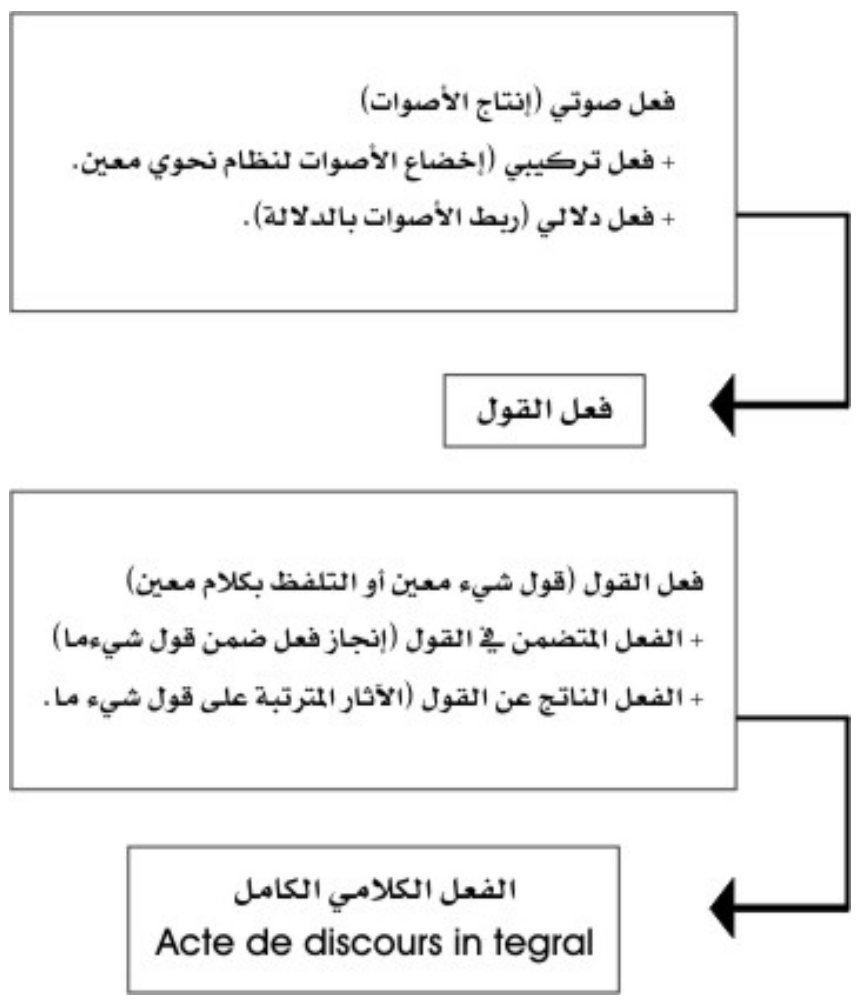 فعل صوتي (إنتاج الأصوات)
+ فعل تركيبي (إخضاع الأصوات لنظام نحوي معين.
+ فعل دلالي (ربط الأصوات بالدلالة).
فعل القول
فعل القول (قول شيء معين أو التلفظ بكلام معين)
+ الفعل المتضمن في القول (إنجاز فعل ضمن قول شيءما)
+ الفعل الناتج عن القول (الآثار المترتبة على قول شيء ما.
الفعل الكلامي الكامل
Acte de discours in tegral